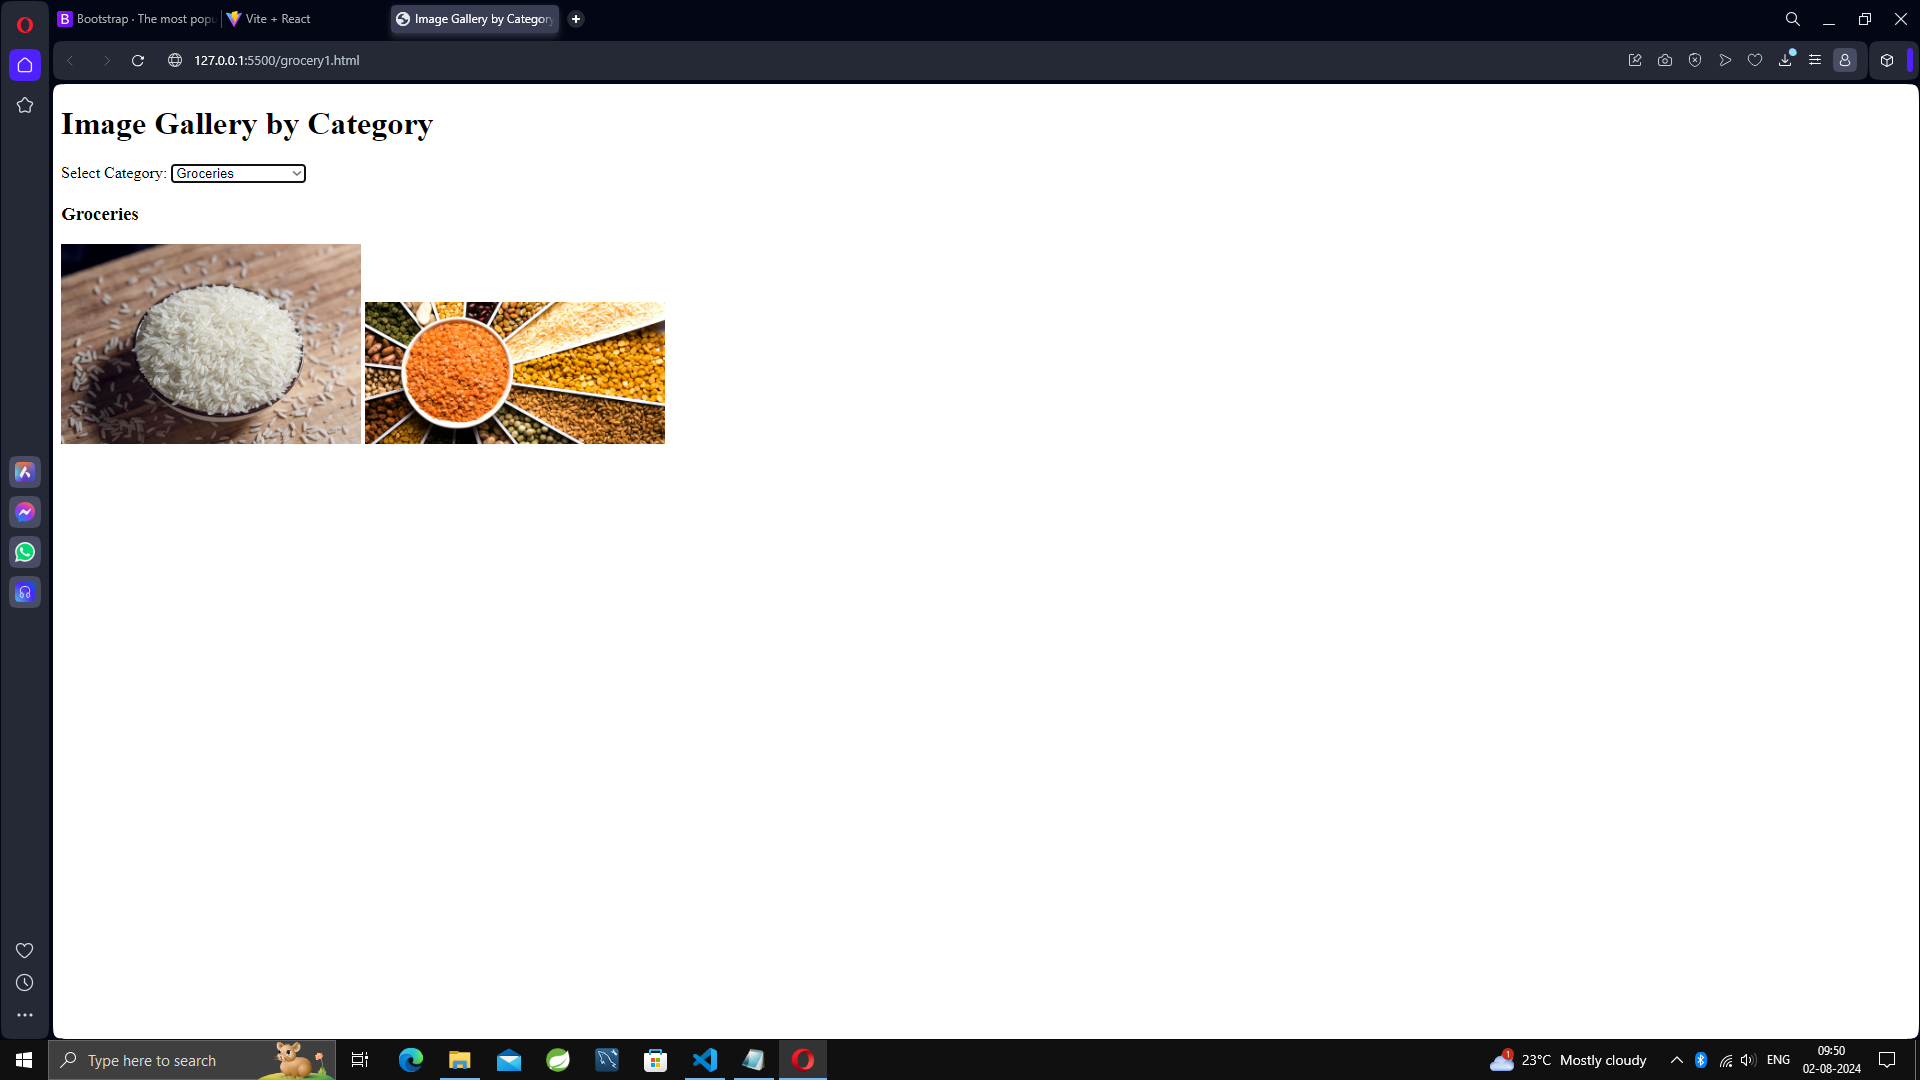 Bootstrap · The most popu
Vite + React
Image Gallery by Category
127.0.0.1:5500/grocery1.html
Image Gallery by Category
Select Category: Groceries
Groceries
Type here to search
1
23°C Mostly cloudy
ENG
09:50
02-08-2024